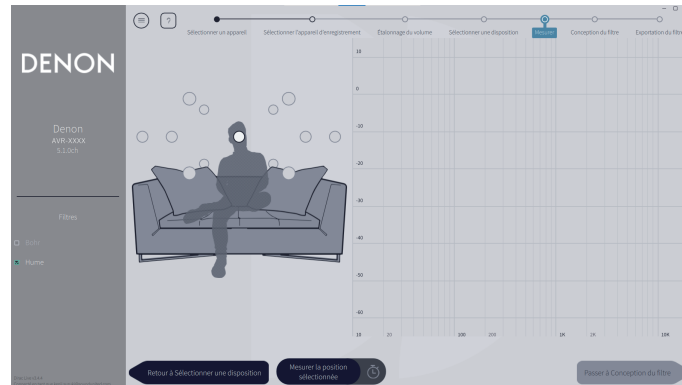 ?
Sélectionner un appareil
Sélectionner l'appareil d'enregistrement
Étalonnage du volume
Sélectionner une disposition
Mesurer
Conception du filtre
Exportation du filtre
DENON
Denon
AVR-XXXX
5.1.0ch
Filtres
Bohr
Hume
10
0
-10
-20
-30
-40
-50
-60
10 20 100 200 1K 2K 10K
Retour à Sélectionner une disposition
Mesurer la position
sélectionnée
Passer à Conception du filtre